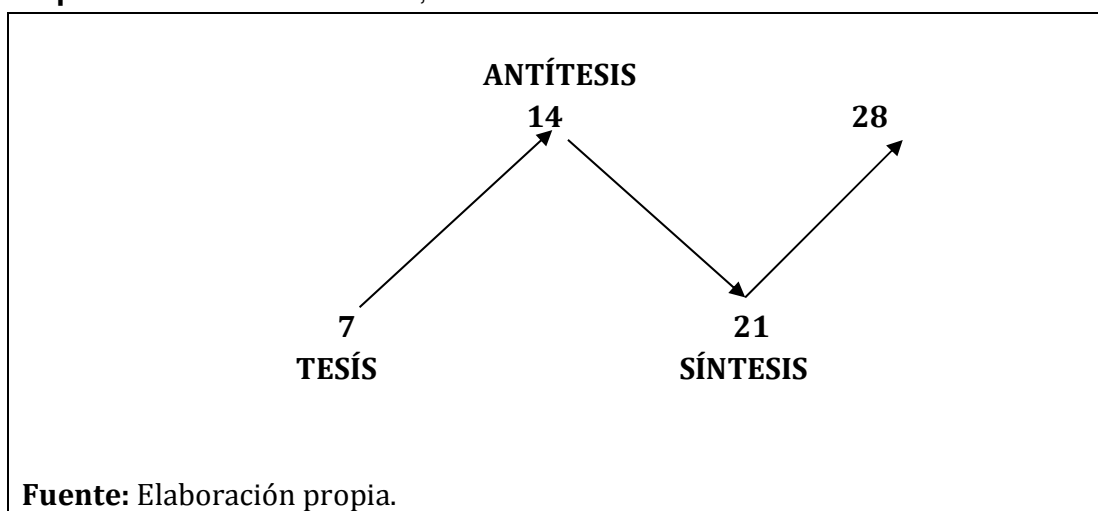 ANTÍTESIS
14 28
7 21
TESÍS SÍNTESIS
Fuente: Elaboración propia.